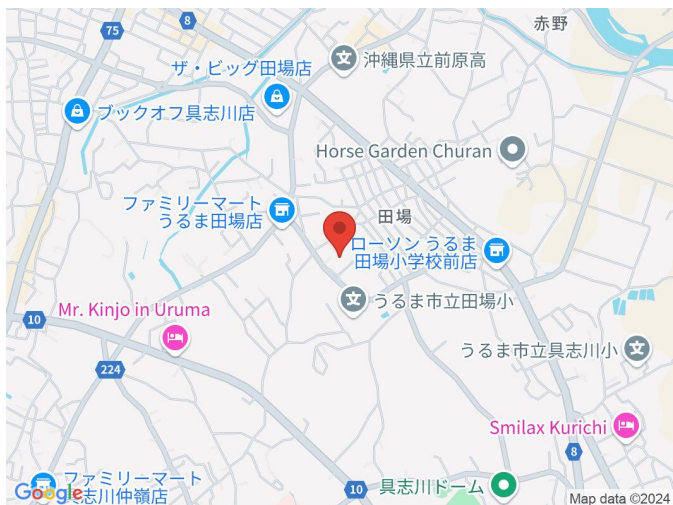 赤野
75
沖縄県立前原高
ザ・ビッグ田場店
ブックオフ具志川店
Horse Garden Churan
ファミリーマート
うるま田場店
田場
ローソン うるま
田場小学校前店
うるま市立田場小
Mr. Kinjo in Uruma
10
うるま市立具志川小
224
Smilax Kurichi
8
ファミリーマート
具志川仲嶺店
10
具志川ドーム
Google
Map data ©2024